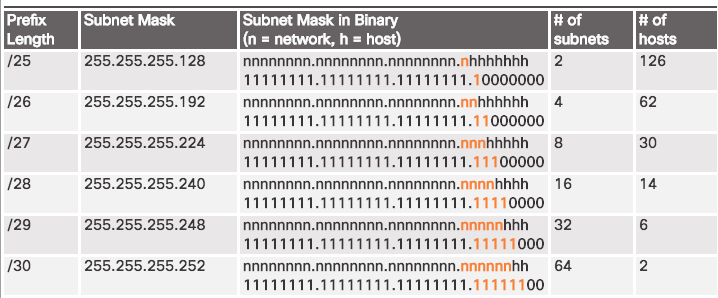 Prefix Length Subnet Mask Subnet Mask in Binary (n = network, h = host) # of subnets # of hosts
/25 255.255.255.128 nnnnnnnn.nnnnnnnn.nnnnnnnn.nhhhhhhh 2 126
11111111.11111111.11111111.10000000
/26 255.255.255.192 nnnnnnnn.nnnnnnnn.nnnnnnnn.nnhhhhhh 4 62
11111111.11111111.11111111.11000000
/27 255.255.255.224 nnnnnnnn.nnnnnnnn.nnnnnnnn.nnnhhhhh 8 30
11111111.11111111.11111111.11100000
/28 255.255.255.240 nnnnnnnn.nnnnnnnn.nnnnnnnn.nnnnhhhh 16 14
11111111.11111111.11111111.11110000
/29 255.255.255.248 nnnnnnnn.nnnnnnnn.nnnnnnnn.nnnnnhhh 32 6
11111111.11111111.11111111.11111000
/30 255.255.255.252 nnnnnnnn.nnnnnnnn.nnnnnnnn.nnnnnnhh 64 2
11111111.11111111.11111111.11111100